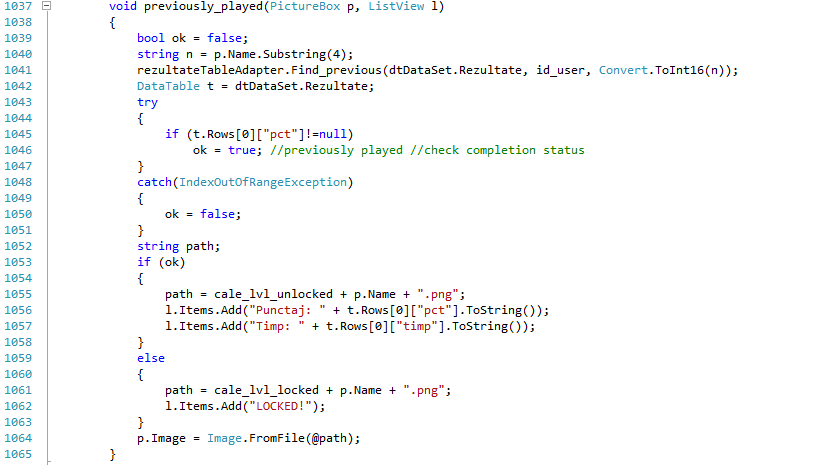 1037 void previously_played(PictureBox p, ListView l)
1038 {
1039 bool ok = false;
1040 string n = p.Name.Substring(4);
1041 rezultateTableAdapter.Find_previous(dtDataSet.Rezultate, id_user, Convert.ToInt16(n));
1042 DataTable t = dtDataSet.Rezultate;
1043 try
1044 {
1045 if (t.Rows[0]["pct"]!=null)
1046 ok = true; //previously played //check completion status
1047 }
1048 catch(IndexOutOfRangeException)
1049 {
1050 ok = false;
1051 }
1052 string path;
1053 if (ok)
1054 {
1055 path = cale_lvl_unlocked + p.Name + ".png";
1056 l.Items.Add("Punctaj: " + t.Rows[0]["pct"].ToString());
1057 l.Items.Add("Timp: " + t.Rows[0]["timp"].ToString());
1058 }
1059 else
1060 {
1061 path = cale_lvl_locked + p.Name + ".png";
1062 l.Items.Add("LOCKED!");
1063 }
1064 p.Image = Image.FromFile(@path);
1065 }